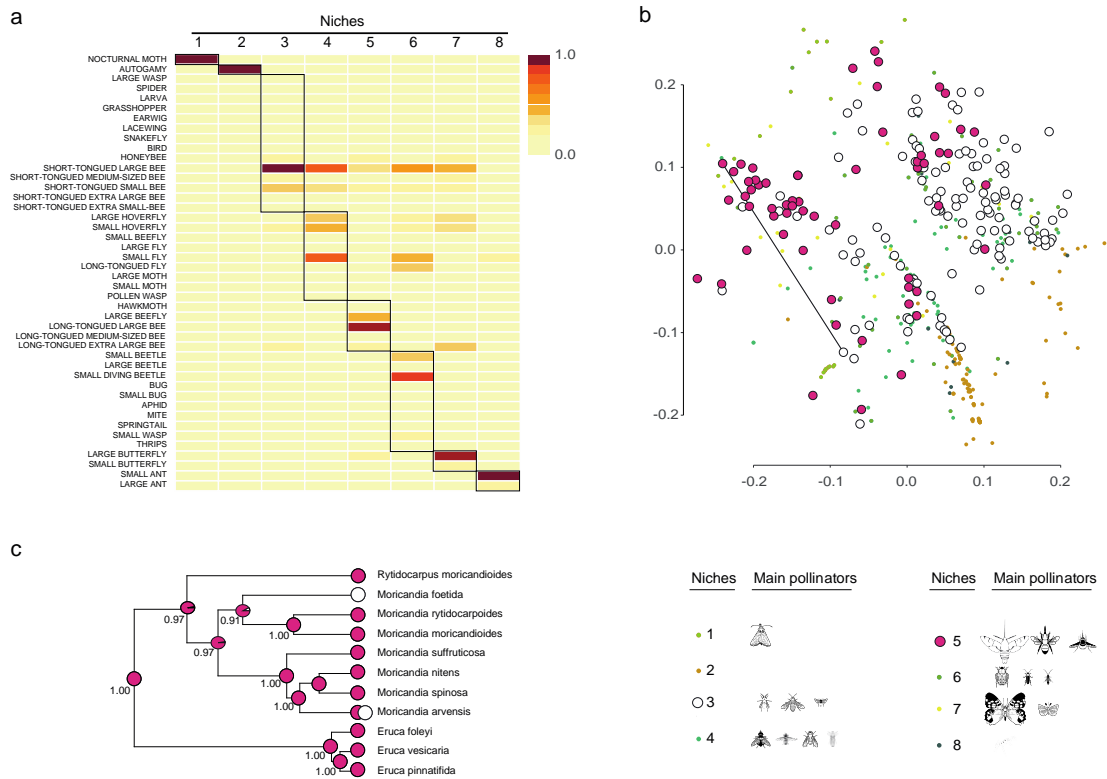 a
Niches
1 2 3 4 5 6 7 8
NOCTURNAL MOTH
AUTOGAMY
LARGE WASP
SPIDER
LARVA
GRASSHOPPER
EARWIG
LACEWING
SNAKEFLY
BIRD
HONEYBEE
SHORT-TONGUED LARGE BEE
SHORT-TONGUED MEDIUM-SIZED BEE
SHORT-TONGUED SMALL BEE
SHORT-TONGUED EXTRA LARGE BEE
SHORT-TONGUED EXTRA SMALL-BEE
LARGE HOVERFLY
SMALL HOVERFLY
SMALL BEEFLY
LARGE FLY
SMALL FLY
LONG-TONGUED FLY
LARGE MOTH
SMALL MOTH
POLLEN WASP
HAWKMOTH
LARGE BEEFLY
LONG-TONGUED LARGE BEE
LONG-TONGUED MEDIUM-SIZED BEE
LONG-TONGUED EXTRA LARGE BEE
SMALL BEETLE
LARGE BEETLE
SMALL DIVING BEETLE
BUG
SMALL BUG
APHID
MITE
SPRINGTAIL
SMALL WASP
THRIPS
LARGE BUTTERFLY
SMALL BUTTERFLY
SMALL ANT
LARGE ANT
1.0
0.0
b
0.2
0.1
0.0
-0.1
-0.2
-0.2 -0.1 0.0 0.1 0.2
c
Rytidocarpus moricandioides
Moricandia foetida
Moricandia rytidocarpoides
Moricandia moricandioides
Moricandia suffruticosa
Moricandia nitens
Moricandia spinosa
Moricandia arvensis
Eruca foleyi
Eruca vesicaria
Eruca pinnatifida
0.97
0.91
1.00
0.97
1.00
1.00
1.00
1.00
Niches Main pollinators
1
2
3
4
Niches Main pollinators
5
6
7
8